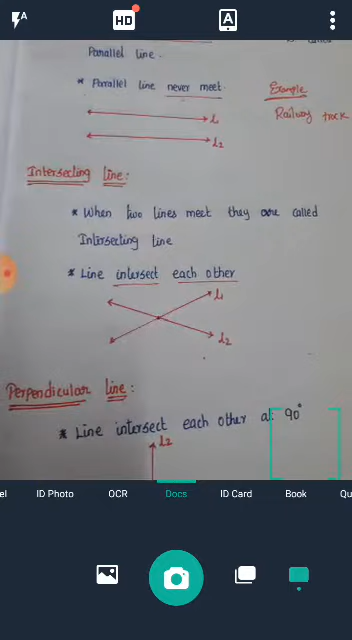 A
HD
A
Parallel line.
* Parallel line never meet.
Example
Railway track
l1
l2
Intersecting line:
* When two lines meet they are called
Intersecting line
* Line intersect each other
l1
l2
Perpendicular line:
* Line intersect each other at 90°
l2
el ID Photo OCR Docs ID Card Book Qu